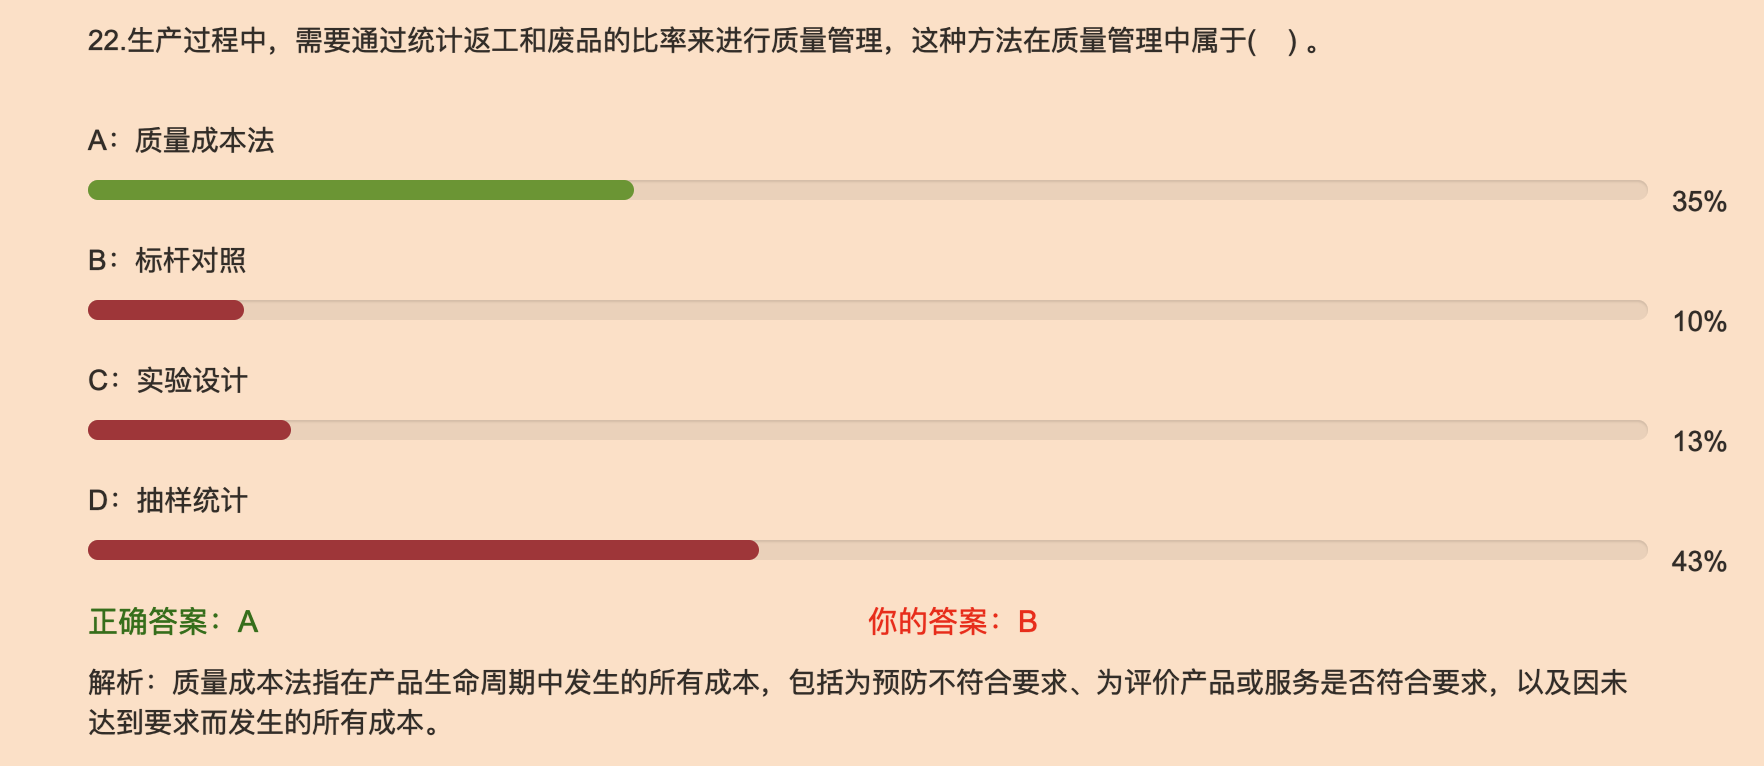 22.生产过程中，需要通过统计返工和废品的比率来进行质量管理，这种方法在质量管理中属于(    ) 。
A：质量成本法
35%
B：标杆对照
10%
C：实验设计
13%
D：抽样统计
43%
正确答案：A
你的答案：B
解析：质量成本法指在产品生命周期中发生的所有成本，包括为预防不符合要求、为评价产品或服务是否符合要求，以及因未
达到要求而发生的所有成本。